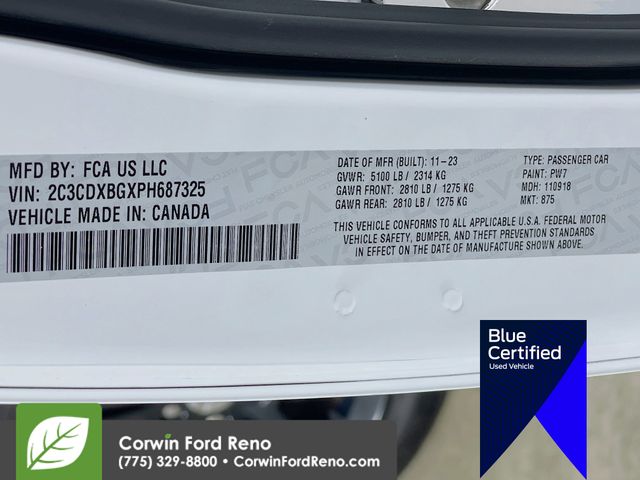 MFD BY: FCA US LLC
VIN: 2C3CDXBGXPH687325
VEHICLE MADE IN: CANADA
DATE OF MFR (BUILT): 11-23
GVWR: 5100 LB / 2314 KG
GAWR FRONT: 2810 LB / 1275 KG
GAWR REAR: 2810 LB / 1275 KG
TYPE: PASSENGER CAR
PAINT: PW7
MDH: 110918
MKT: 875
THIS VEHICLE CONFORMS TO ALL APPLICABLE U.S.A. FEDERAL MOTOR
VEHICLE SAFETY, BUMPER, AND THEFT PREVENTION STANDARDS
IN EFFECT ON THE DATE OF MANUFACTURE SHOWN ABOVE.
Blue
Certified
Used Vehicle
Corwin Ford Reno
(775) 329-8800 • CorwinFordReno.com